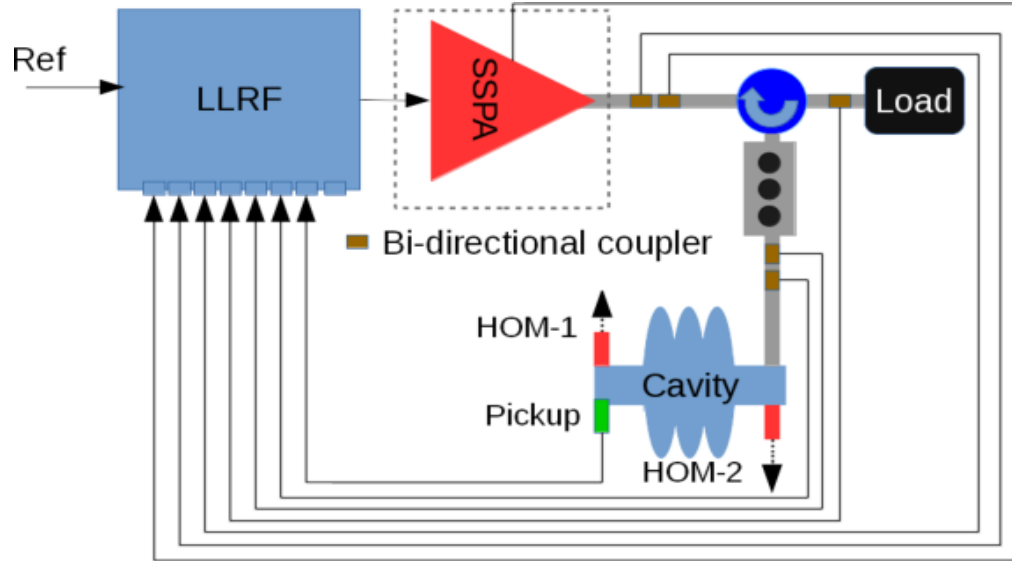 Ref
LLRF
SSPA
Load
Bi-directional coupler
HOM-1
Cavity
Pickup
HOM-2